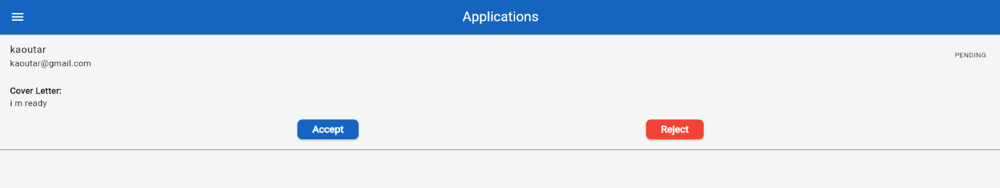 Applications
kaoutar
kaoutar@gmail.com
PENDING
Cover Letter:
i m ready
Accept
Reject